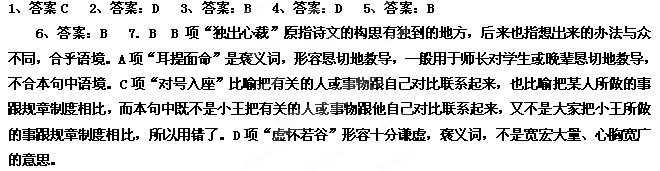 1、答案C   2、答案：D   3、答案：B   4、答案：D   5、答案：B
6、答案：B   7. B  B 项“独出心裁”原指诗文的构思有独到的地方，后来也指想出来的办法与众
不同，合乎语境。A项“耳提面命”是褒义词，形容恳切地教导，一般用于师长对学生或晚辈恳切地教导，
不合本句中语境。C 项“对号入座”比喻把有关的人或事物跟自己对比联系起来，也比喻把某人所做的事
跟规章制度相比，而本句中既不是小王把有关的人或事物跟他自己对比联系起来，又不是大家把小王所做
的事跟规章制度相比，所以用错了。D 项“虚怀若谷”形容十分谦虚，褒义词，不是宽宏大量、心胸宽广
的意思。